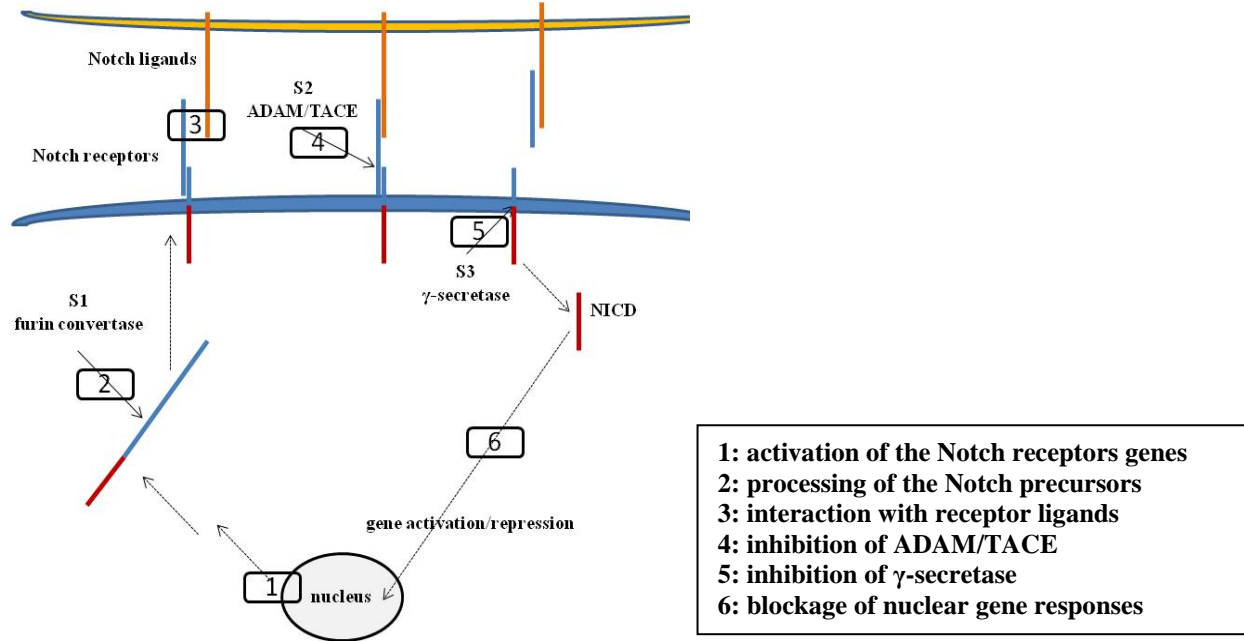 Notch ligands
S2
ADAM/TACE
3
4
Notch receptors
5
S3
γ-secretase
S1
furin convertase
NICD
2
6
gene activation/repression
1
nucleus
1: activation of the Notch receptors genes
2: processing of the Notch precursors
3: interaction with receptor ligands
4: inhibition of ADAM/TACE
5: inhibition of γ-secretase
6: blockage of nuclear gene responses